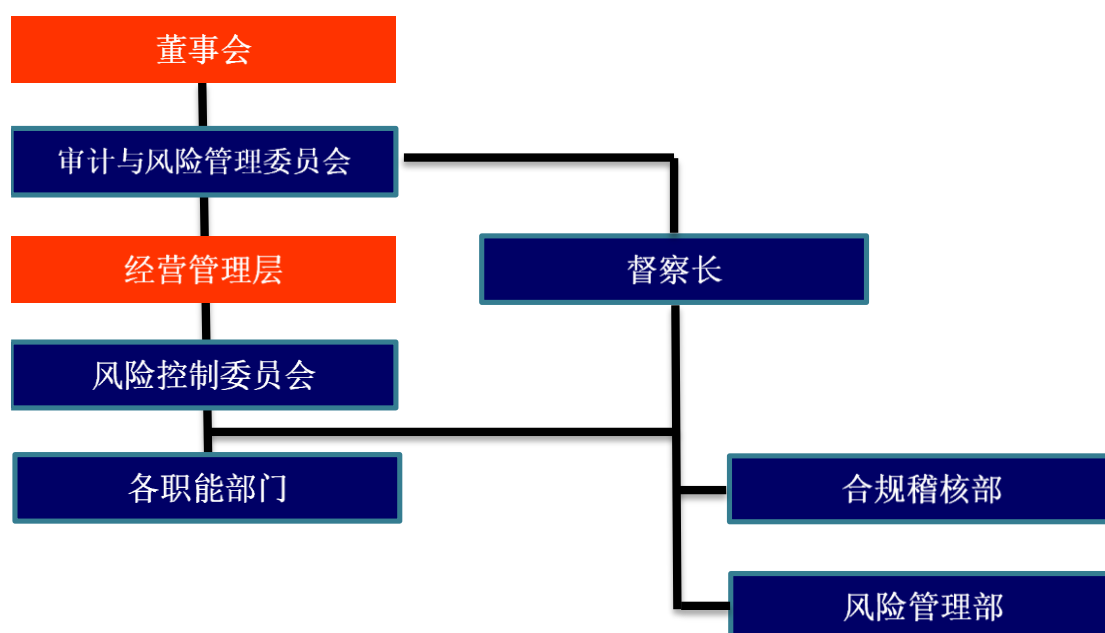 董事会
审计与风险管理委员会
经营管理层
督察长
风险控制委员会
各职能部门
合规稽核部
风险管理部